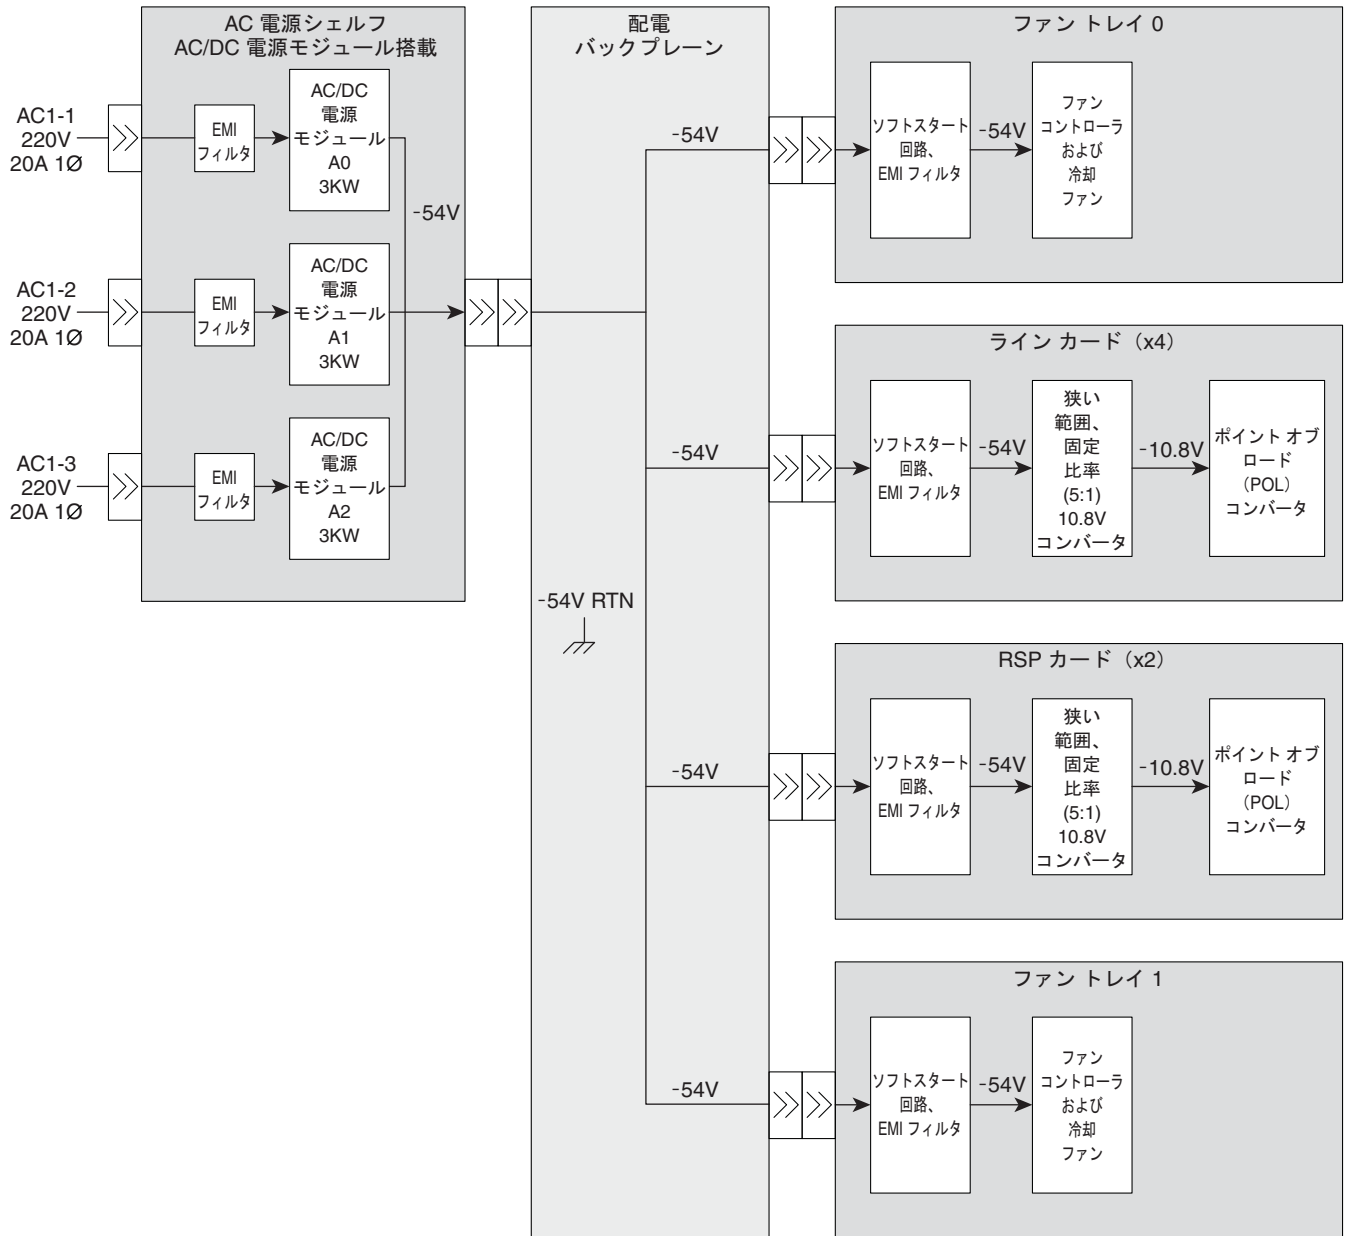 AC 電源シェルフ
AC/DC 電源モジュール搭載
AC1-1
220V
20A 1Ø
EMI
フィルタ
AC/DC
電源
モジュール
A0
3KW
-54V
AC1-2
220V
20A 1Ø
EMI
フィルタ
AC/DC
電源
モジュール
A1
3KW
AC1-3
220V
20A 1Ø
EMI
フィルタ
AC/DC
電源
モジュール
A2
3KW
配電
バックプレーン
-54V
-54V
-54V RTN
-54V
-54V
ファン トレイ 0
ソフトスタート
回路、
EMI フィルタ
-54V
ファン
コントローラ
および
冷却
ファン
ライン カード（x4）
ソフトスタート
回路、
EMI フィルタ
-54V
狭い
範囲、
固定
比率
(5:1)
10.8V
コンバータ
-10.8V
ポイント オブ
ロード
（POL）
コンバータ
RSP カード（x2）
ソフトスタート
回路、
EMI フィルタ
-54V
狭い
範囲、
固定
比率
(5:1)
10.8V
コンバータ
-10.8V
ポイント オブ
ロード
（POL）
コンバータ
ファン トレイ 1
ソフトスタート
回路、
EMI フィルタ
-54V
ファン
コントローラ
および
冷却
ファン